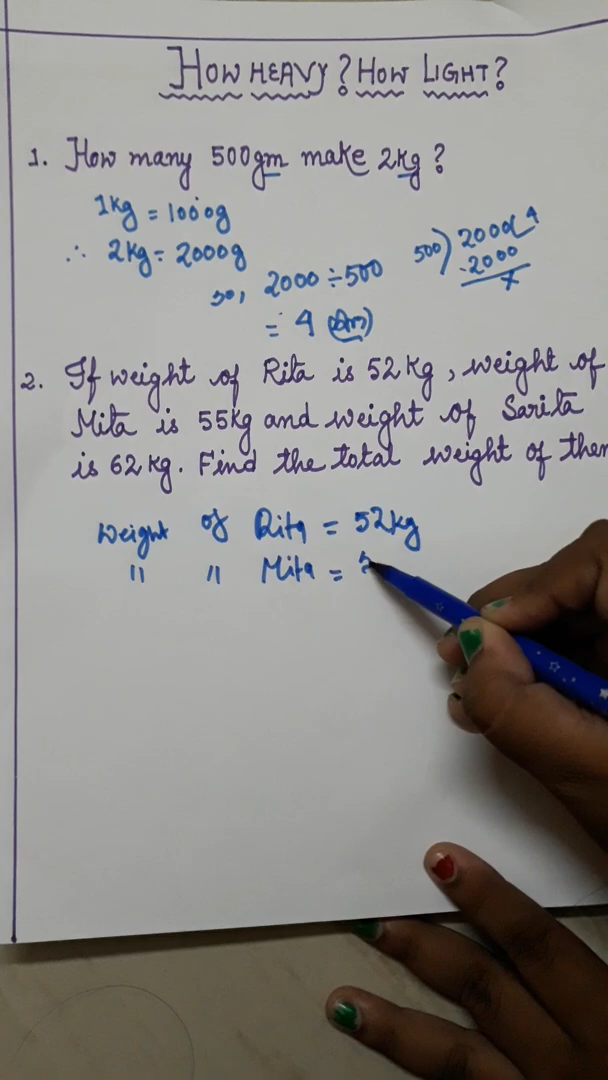 HOW HEAVY? HOW LIGHT?
1. How many 500gm make 2kg?
1kg = 1000g
∴ 2kg = 2000g
so, 2000 ÷ 500
= 4 (Ans)
500) 2000 (4
-2000
x
2. If weight of Rita is 52kg, weight of
Mita is 55kg and weight of Sarita
is 62 kg. Find the total weight of them
Weight of Rita = 52kg
" " Mita =